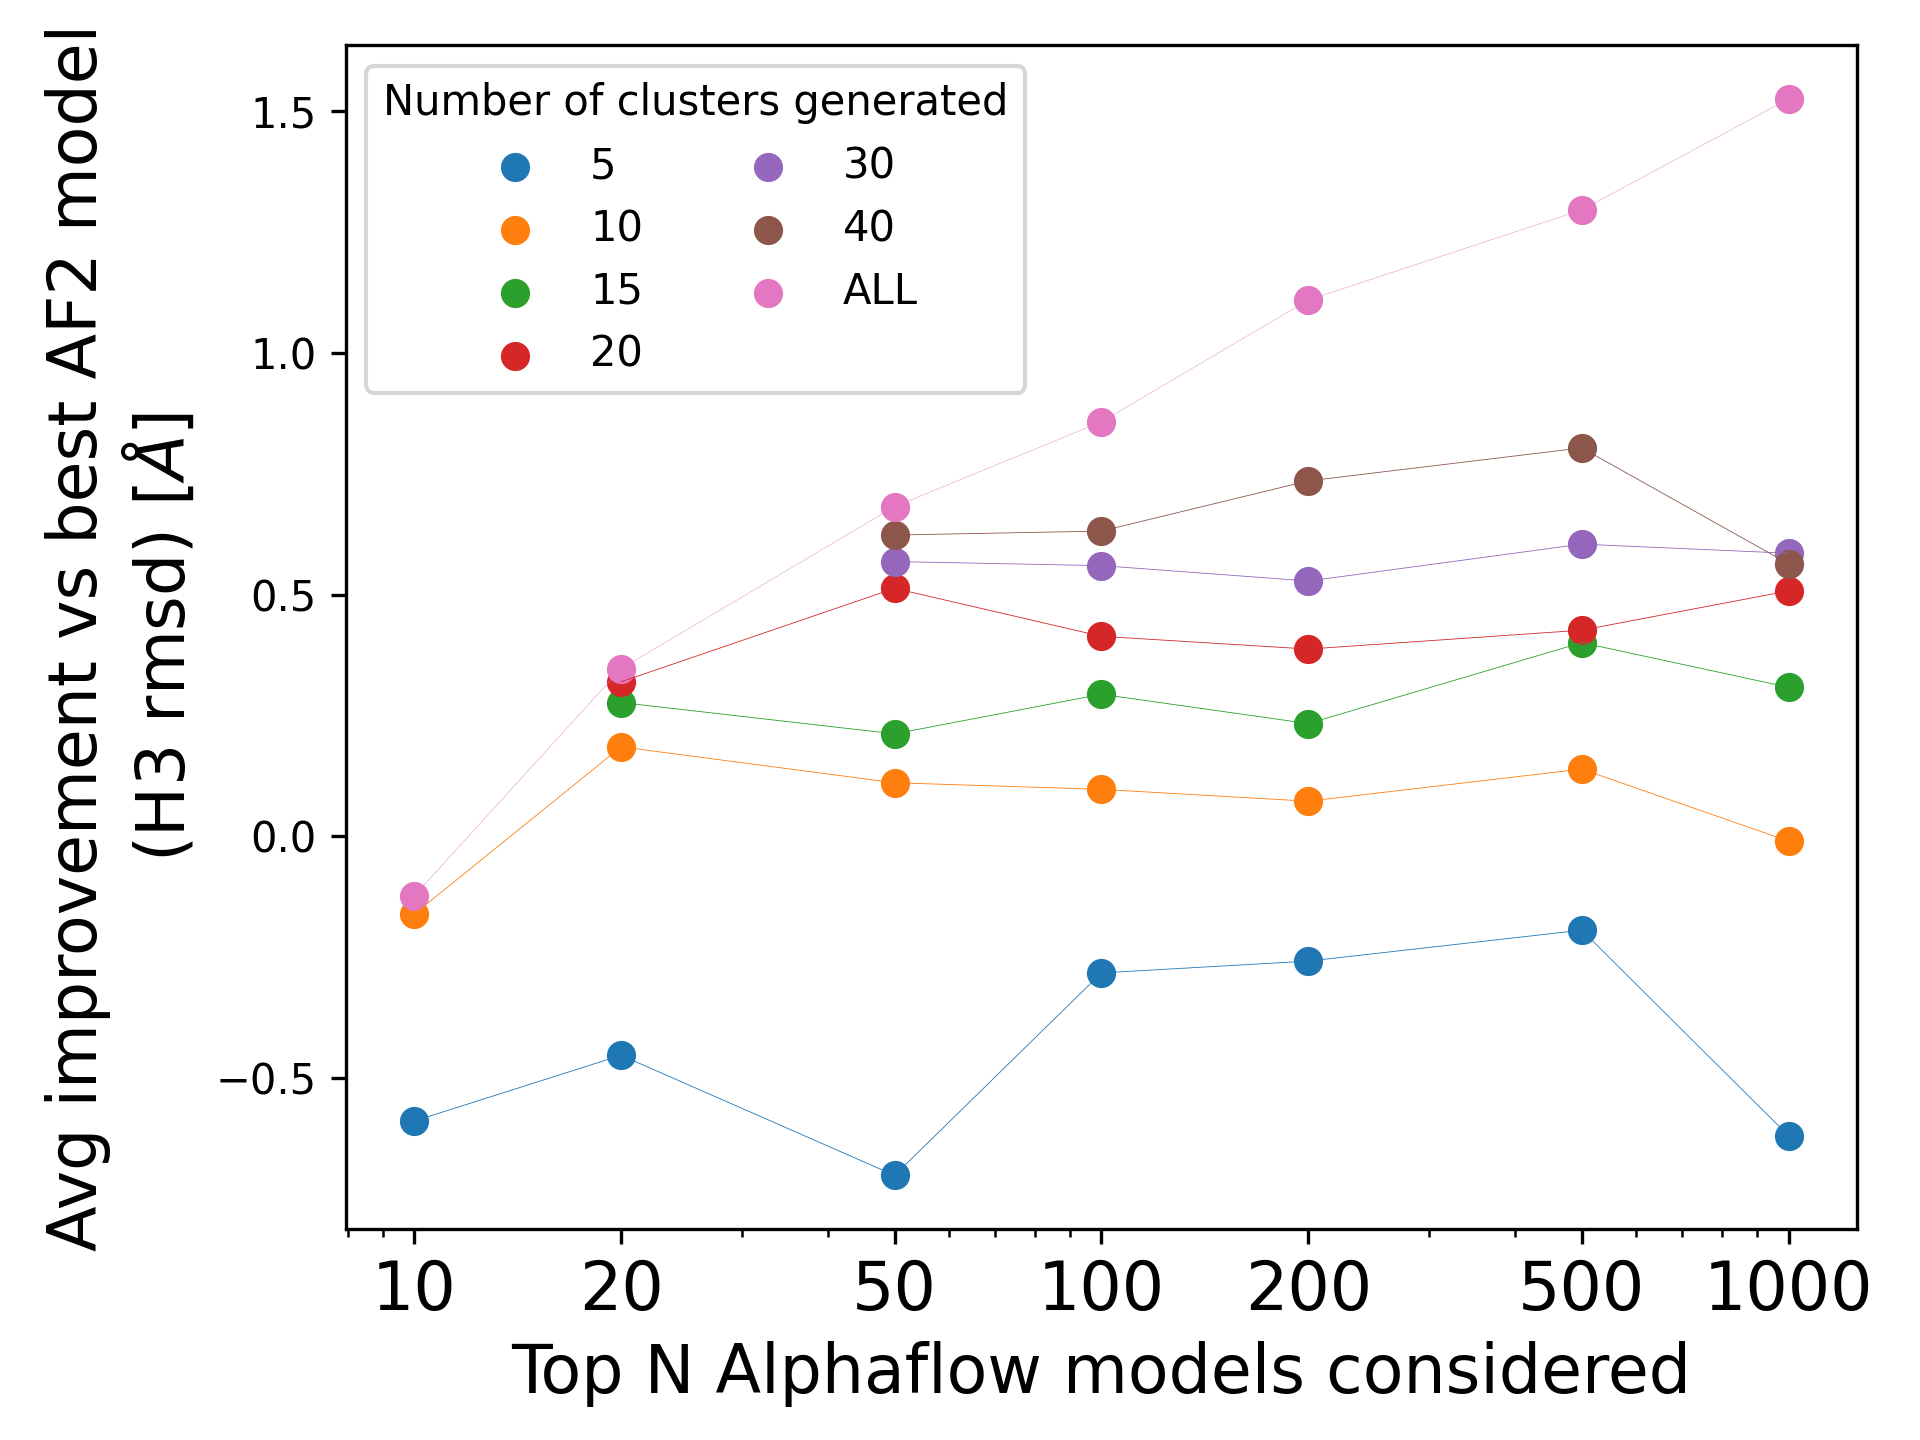 Avg improvement vs best AF2 model
(H3 rmsd) [Å]
1.5
1.0
0.5
0.0
−0.5
Number of clusters generated
5
10
15
20
30
40
ALL
10 20 50 100 200 500 1000
Top N Alphaflow models considered